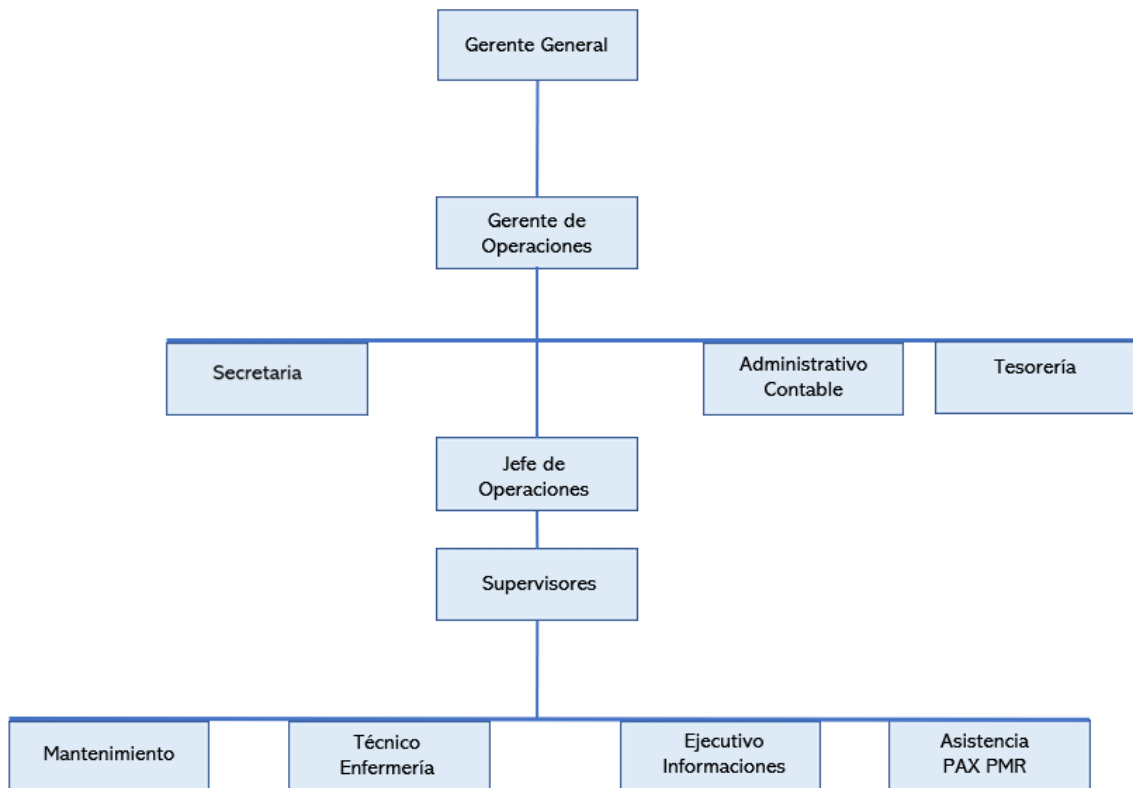 Gerente General
Gerente de
Operaciones
Secretaria
Administrativo
Contable
Tesorería
Jefe de
Operaciones
Supervisores
Mantenimiento
Técnico
Enfermería
Ejecutivo
Informaciones
Asistencia
PAX PMR